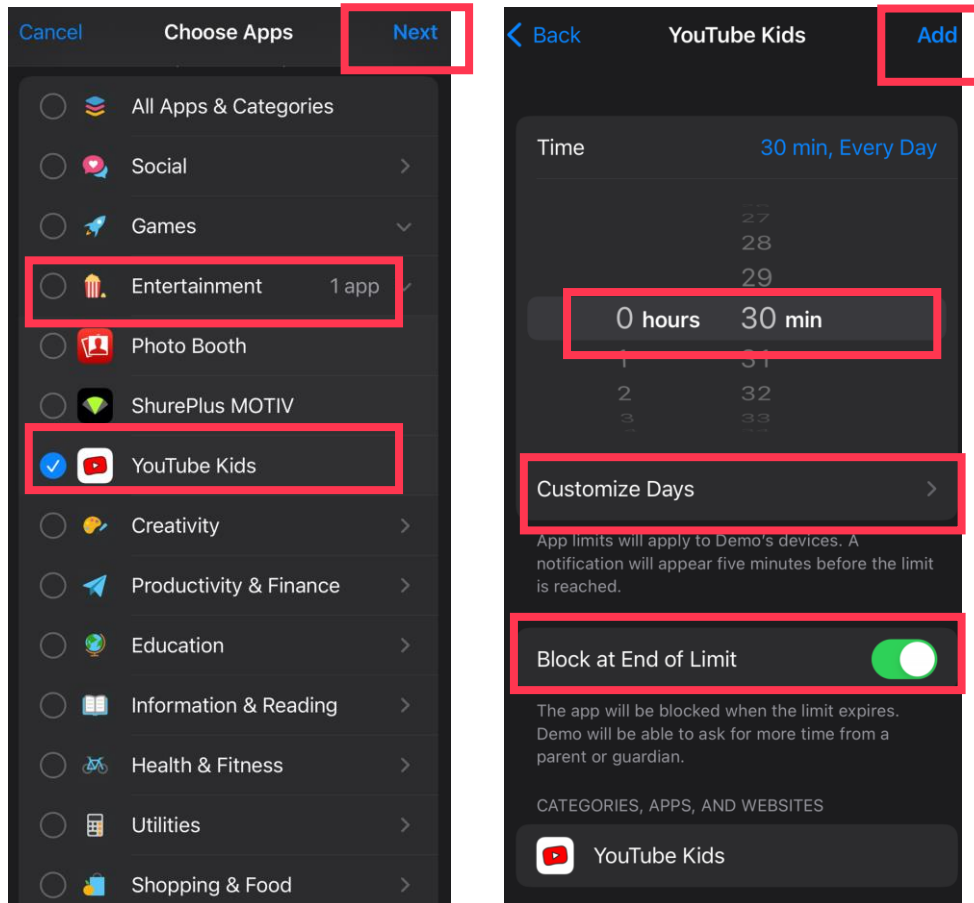 Cancel
Choose Apps
Next
All Apps & Categories
Social
Games
Entertainment
1 app
Photo Booth
ShurePlus MOTIV
YouTube Kids
Creativity
Productivity & Finance
Education
Information & Reading
Health & Fitness
Utilities
Shopping & Food
Back
YouTube Kids
Add
Time
30 min, Every Day
27
28
29
0 hours
30 min
1
31
2
32
3
33
Customize Days
App limits will apply to Demo's devices. A
notification will appear five minutes before the limit
is reached.
Block at End of Limit
The app will be blocked when the limit expires.
Demo will be able to ask for more time from a
parent or guardian.
CATEGORIES, APPS, AND WEBSITES
YouTube Kids